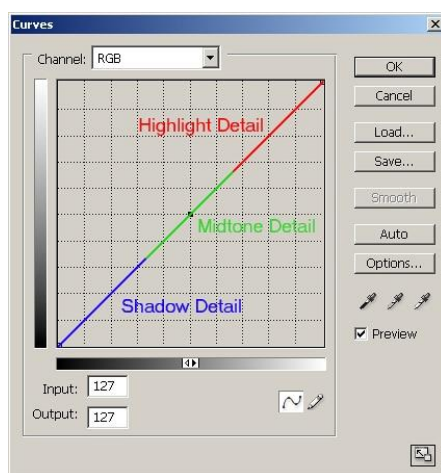 Curves
Channel: RGB
OK
Cancel
Load...
Save...
Smooth
Auto
Options...
Preview
Highlight Detail
Midtone Detail
Shadow Detail
Input: 127
Output: 127